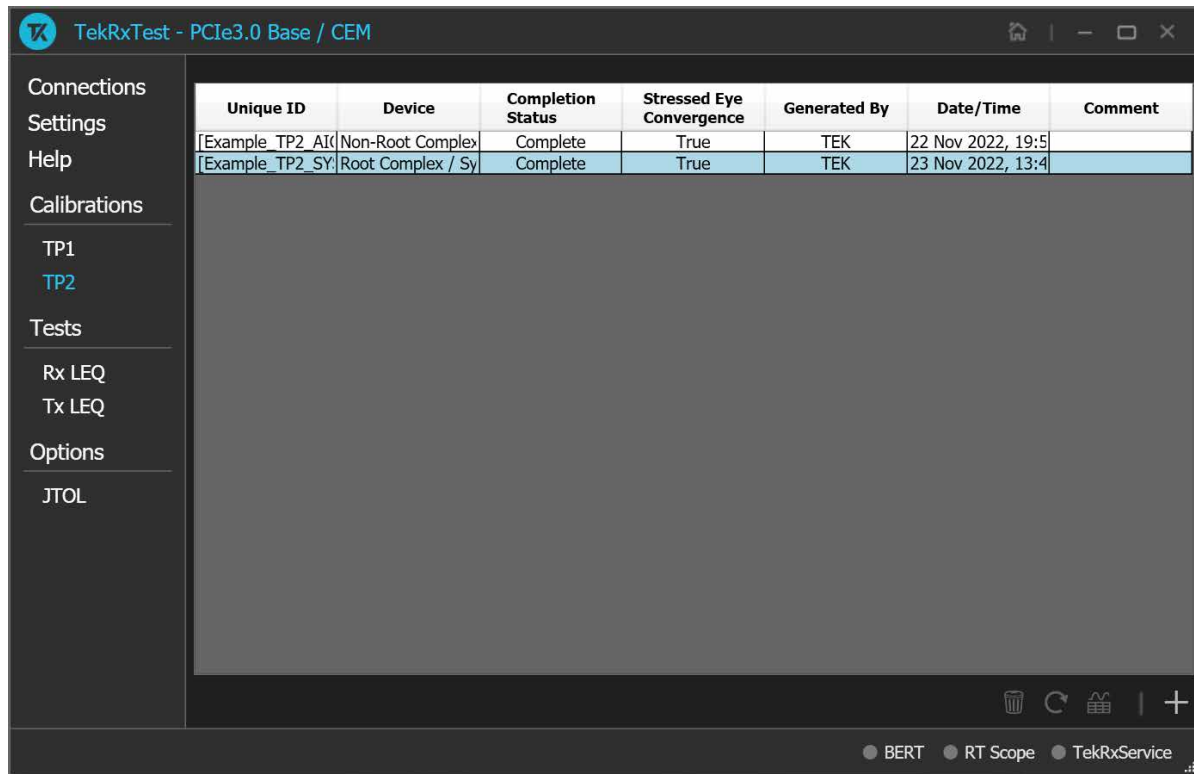 TekRxTest - PCIe3.0 Base / CEM
Connections
Settings
Help
Calibrations
TP1
TP2
Tests
Rx LEQ
Tx LEQ
Options
JTOL
Unique ID Device Completion Status Stressed Eye Convergence Generated By Date/Time Comment
[Example_TP2_AI Non-Root Complex Complete True TEK 22 Nov 2022, 19:5
[Example_TP2_SY Root Complex / Sy Complete True TEK 23 Nov 2022, 13:4
BERT RT Scope TekRxService